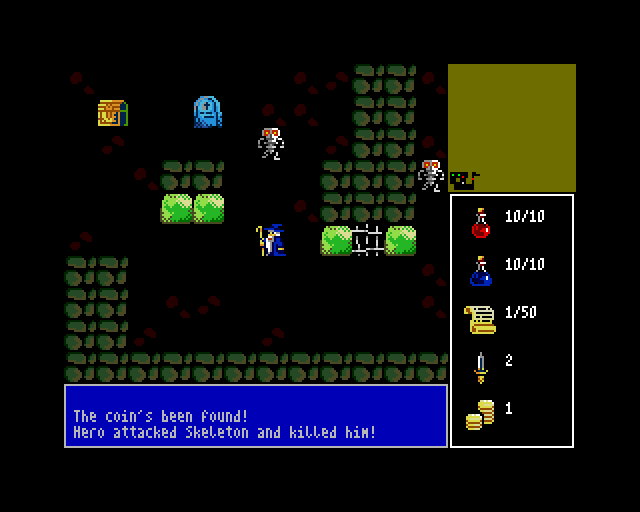 10/10
10/10
1/50
2
1
The coin's been found!
Hero attacked Skeleton and killed him!